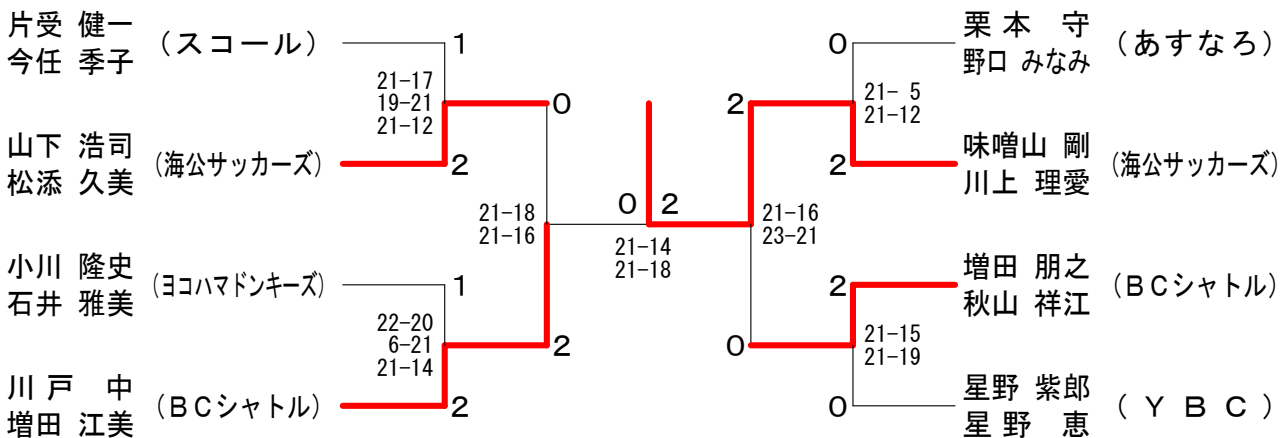 片受 健一
今任 季子
(スコール)
1
21-17
19-21
21-12
0
山下 浩司
松添 久美
(海公サッカーズ)
2
21-18
21-16
小川 隆史
石井 雅美
(ヨコハマドンキーズ)
1
22-20
6-21
21-14
2
川戸 中
増田 江美
(BCシャトル)
2
0 2
21-14
21-18
栗本 守
野口 みなみ
(あすなろ)
0
2
21- 5
21-12
味噌山 剛
川上 理愛
(海公サッカーズ)
2
21-16
23-21
増田 朋之
秋山 祥江
(BCシャトル)
2
0
21-15
21-19
星野 紫郎
星野 恵
(YBC)
0